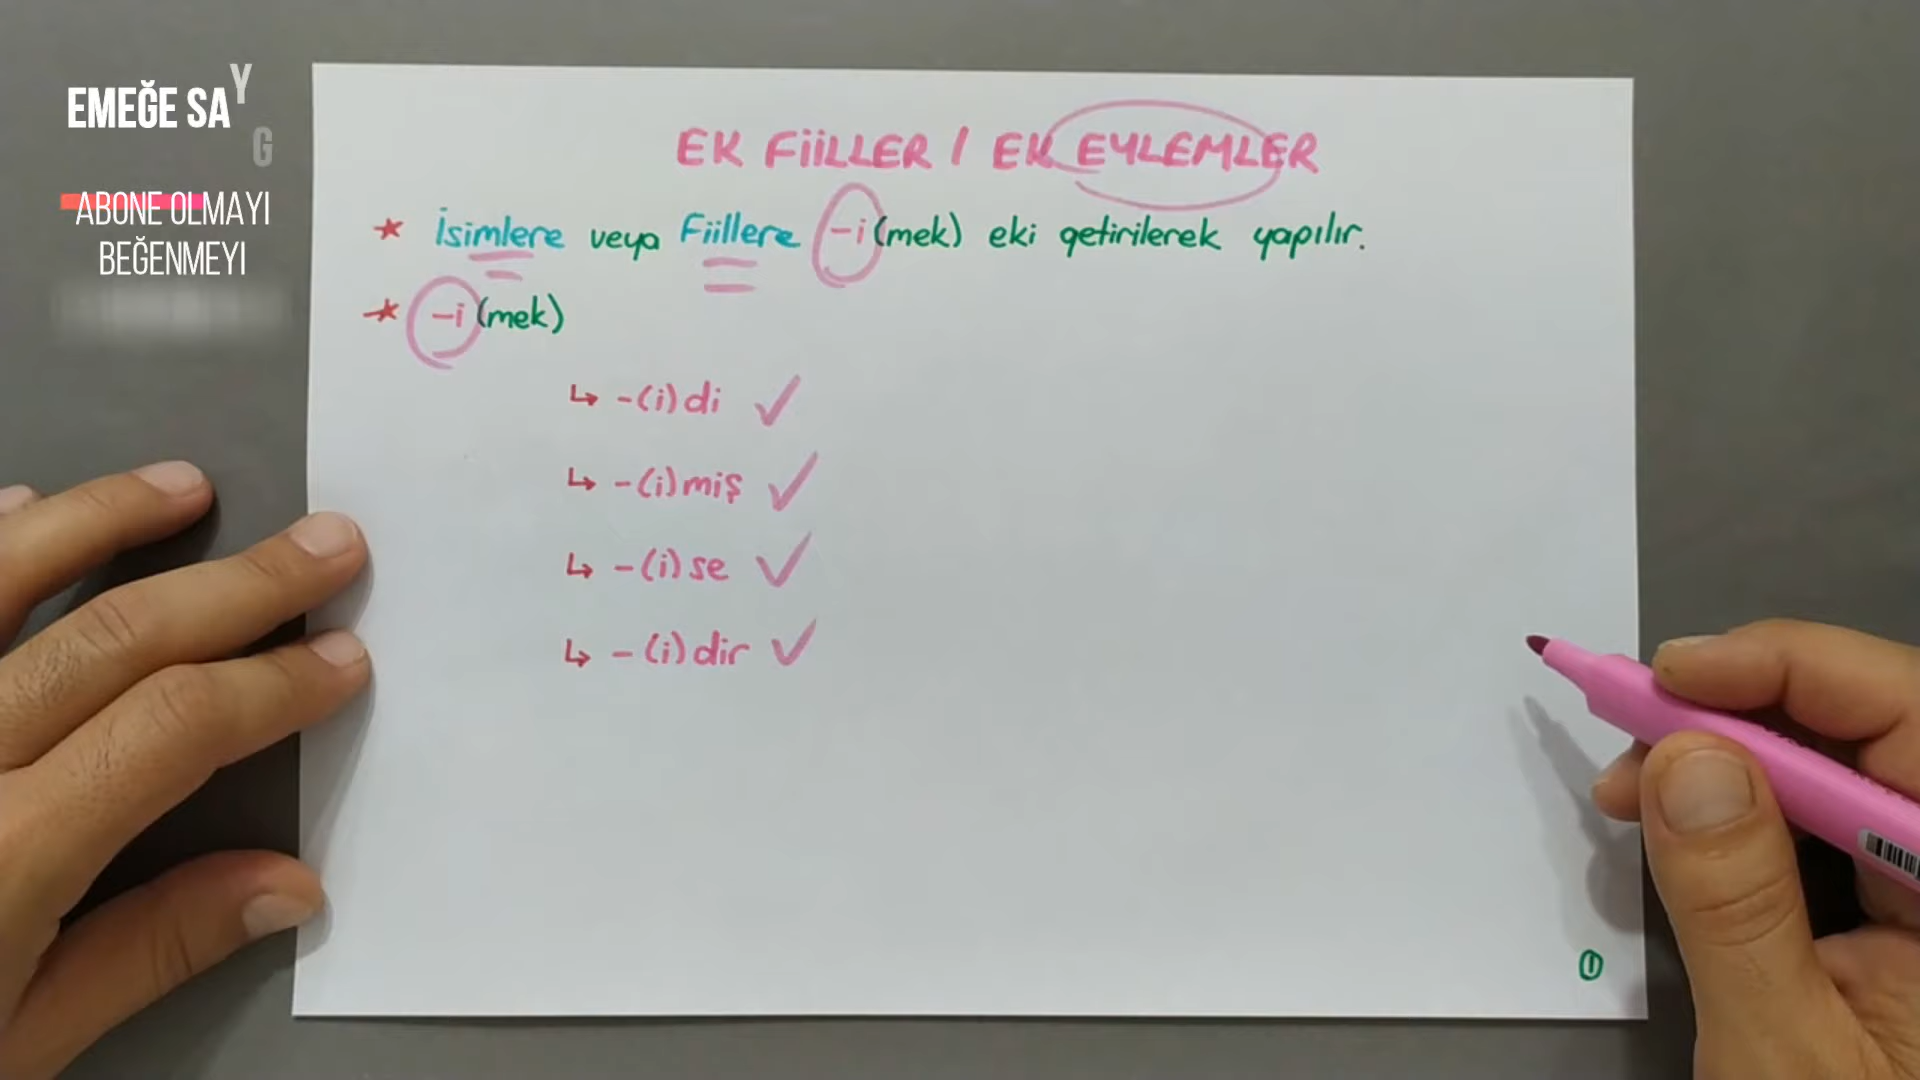 EMEĞE SAYG
ABONE OLMAYI
BEĞENMEYİ
EK FİİLLER / EK EYLEMLER
★ İsimlere veya Fiillere -i(mek) eki getirilerek yapılır.
★ -i(mek)
↳ -(i)di ✓
↳ -(i)miş ✓
↳ -(i)se ✓
↳ -(i)dir ✓
1